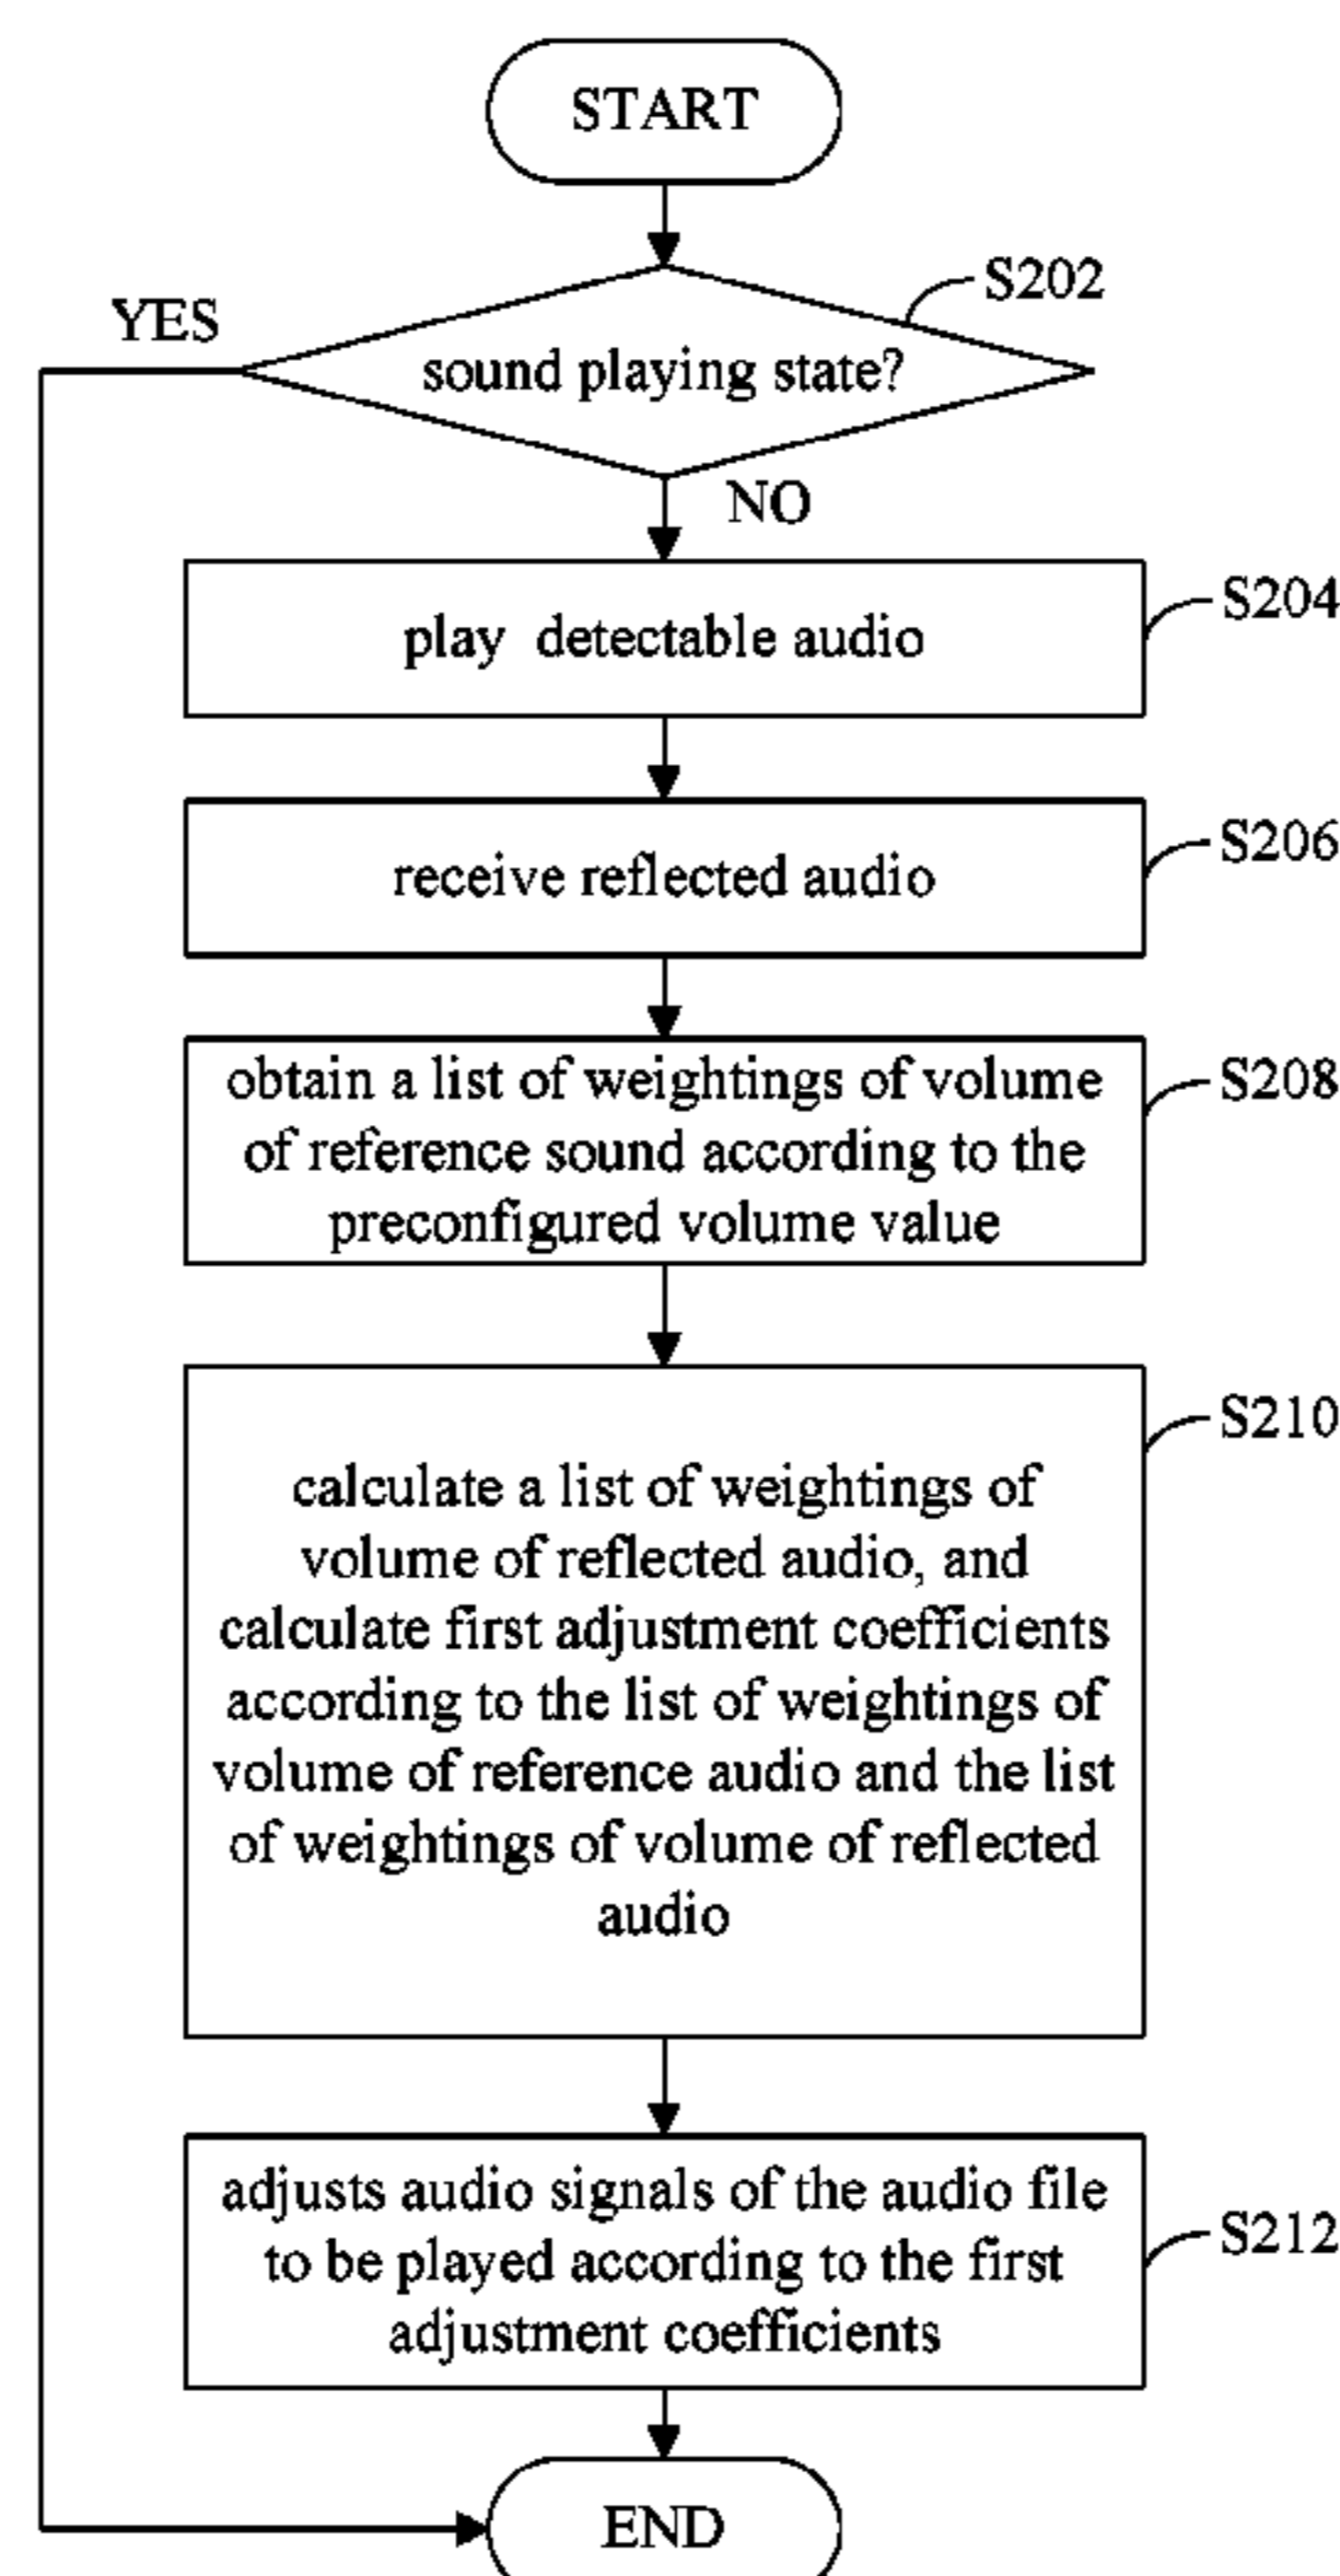 START
S202
YES
sound playing state?
NO
S204
play detectable audio
S206
receive reflected audio
S208
obtain a list of weightings of volume
of reference sound according to the
preconfigured volume value
S210
calculate a list of weightings of
volume of reflected audio, and
calculate first adjustment coefficients
according to the list of weightings of
volume of reference audio and the list
of weightings of volume of reflected
audio
adjusts audio signals of the audio file
S212
to be played according to the first
adjustment coefficients
END